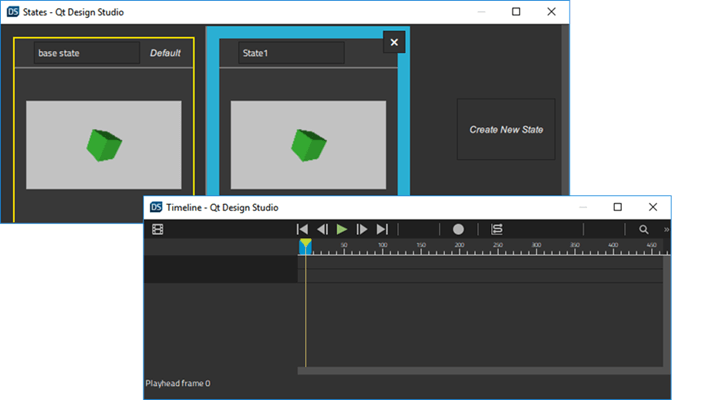 DS States - Qt Design Studio
base state Default
State1
Create New State
DS Timeline - Qt Design Studio
50 100 150 200 250 300 350 400 450
Playhead frame 0